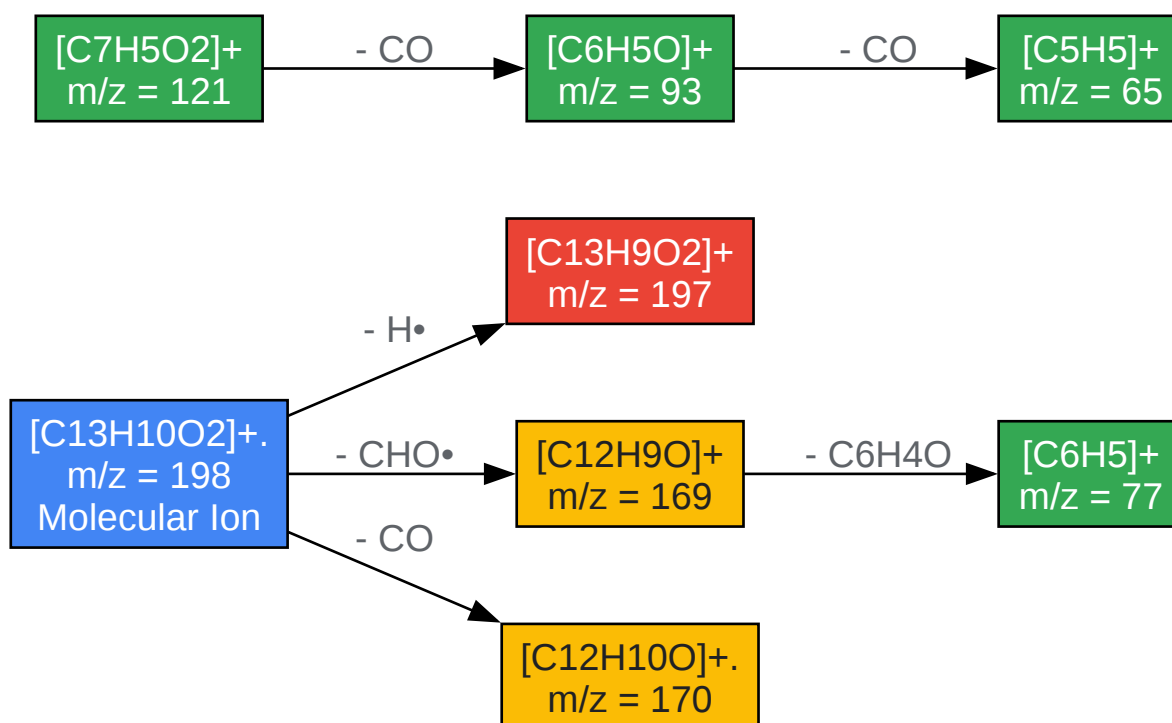 [C7H5O2]+
m/z = 121
- CO
[C6H5O]+
m/z = 93
- CO
[C5H5]+
m/z = 65
[C13H9O2]+
m/z = 197
- H•
[C13H10O2]+.
m/z = 198
Molecular Ion
- CHO•
[C12H9O]+
m/z = 169
- C6H4O
[C6H5]+
m/z = 77
- CO
[C12H10O]+.
m/z = 170